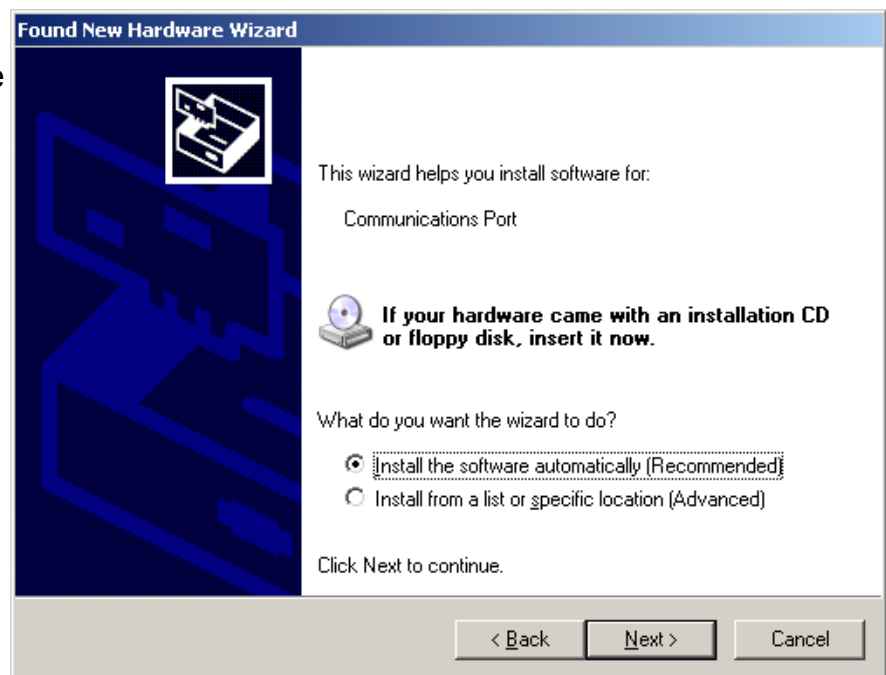 Found New Hardware Wizard
e
This wizard helps you install software for:
Communications Port
If your hardware came with an installation CD
or floppy disk, insert it now.
What do you want the wizard to do?
Install the software automatically (Recommended)
Install from a list or specific location (Advanced)
Click Next to continue.
< Back Next > Cancel